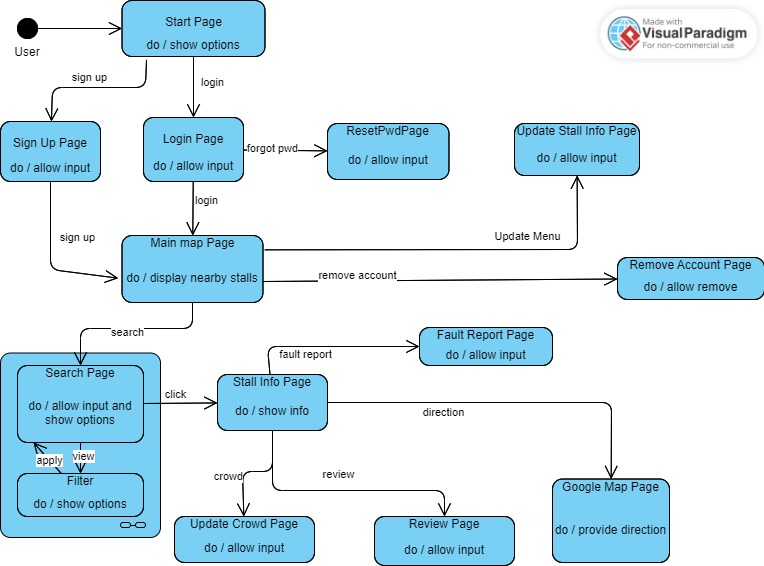 Start Page
do / show options
User
Made with
VisualParadigm
For non-commercial use
sign up
login
Sign Up Page
do / allow input
Login Page
do / allow input
forgot pwd
ResetPwdPage
do / allow input
Update Stall Info Page
do / allow input
login
sign up
Main map Page
do / display nearby stalls
Update Menu
remove account
Remove Account Page
do / allow remove
search
Fault Report Page
do / allow input
fault report
Search Page
do / allow input and
show options
click
Stall Info Page
do / show info
direction
apply
view
Filter
do / show options
crowd
review
Google Map Page
do / provide direction
Update Crowd Page
do / allow input
Review Page
do / allow input